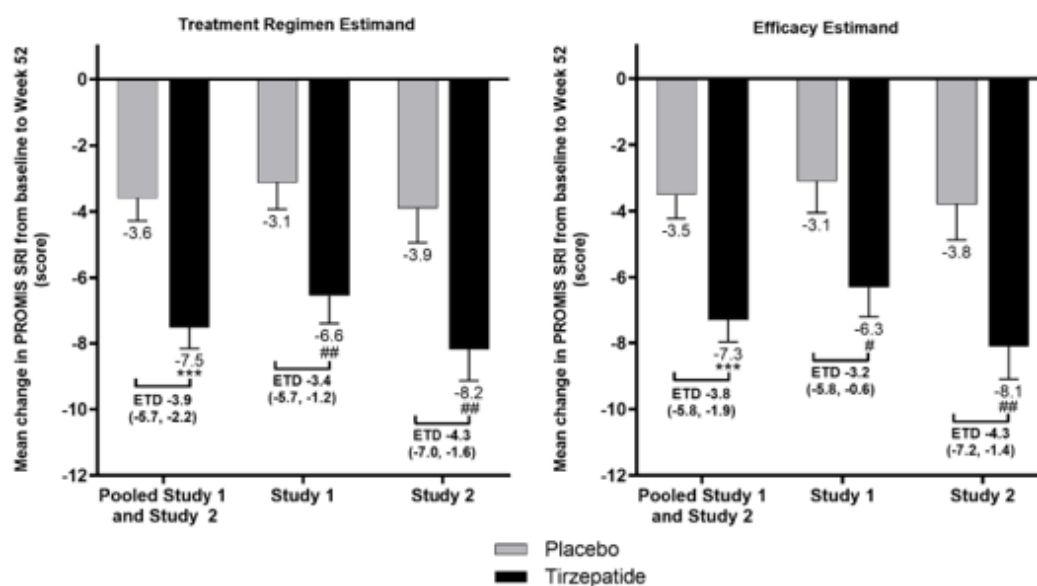 Treatment Regimen Estimand
Mean change in PROMIS SRI from baseline to Week 52
(score)
0
-2
-4
-6
-8
-10
-12
-3.6
-7.5
***
ETD -3.9
(-5.7, -2.2)
-3.1
-6.6
##
ETD -3.4
(-5.7, -1.2)
-3.9
-8.2
##
ETD -4.3
(-7.0, -1.6)
Pooled Study 1
and Study 2
Study 1
Study 2
Efficacy Estimand
Mean change in PROMIS SRI from baseline to Week 52
(score)
0
-2
-4
-6
-8
-10
-12
-3.5
-7.3
***
ETD -3.8
(-5.8, -1.9)
-3.1
-6.3
#
ETD -3.2
(-5.8, -0.6)
-3.8
-8.1
##
ETD -4.3
(-7.2, -1.4)
Pooled Study 1
and Study 2
Study 1
Study 2
Placebo
Tirzepatide